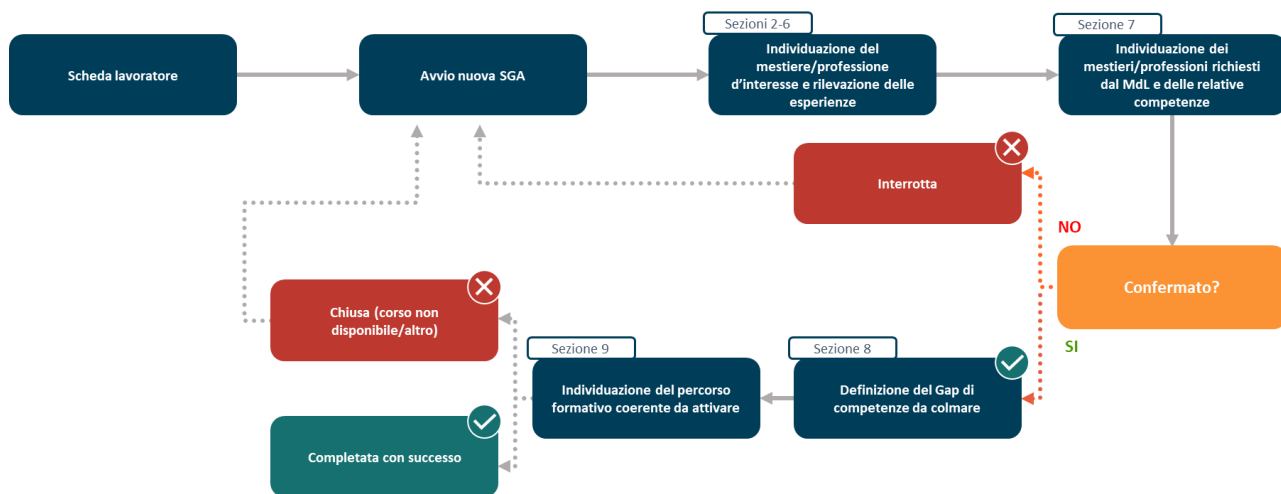 Scheda lavoratore
Avvio nuova SGA
Sezioni 2-6
Individuazione del
mestiere/professione
d'interesse e rilevazione delle
esperienze
Sezione 7
Individuazione dei
mestieri/professioni richiesti
dal MdL e delle relative
competenze
Interrotta
NO
Confermato?
SI
Chiusa (corso non
disponibile/altro)
Sezione 9
Individuazione del percorso
formativo coerente da attivare
Sezione 8
Definizione del Gap di
competenze da colmare
Completata con successo